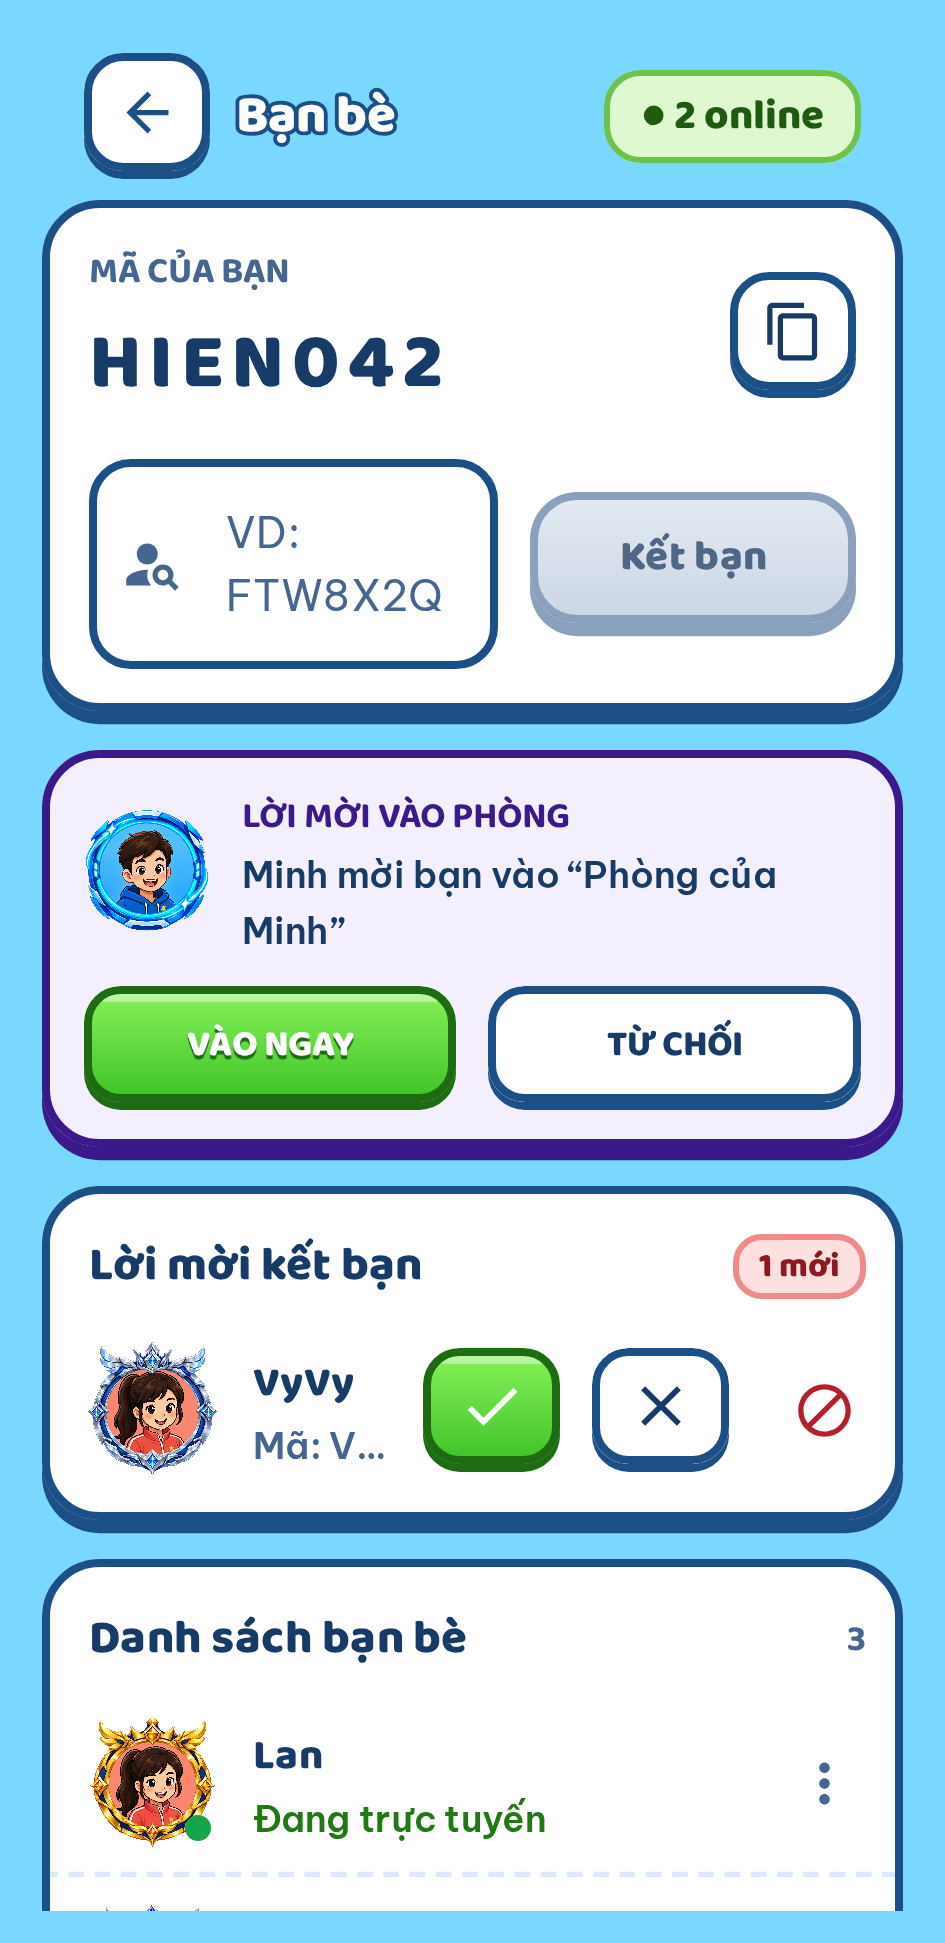 Bạn bè
2 online
MÃ CỦA BẠN
HIEN042
VD:
FTW8X2Q
Kết bạn
LỜI MỜI VÀO PHÒNG
Minh mời bạn vào “Phòng của
Minh”
VÀO NGAY
TỪ CHỐI
Lời mời kết bạn
1 mới
VyVy
Mã: V...
Danh sách bạn bè
3
Lan
Đang trực tuyến